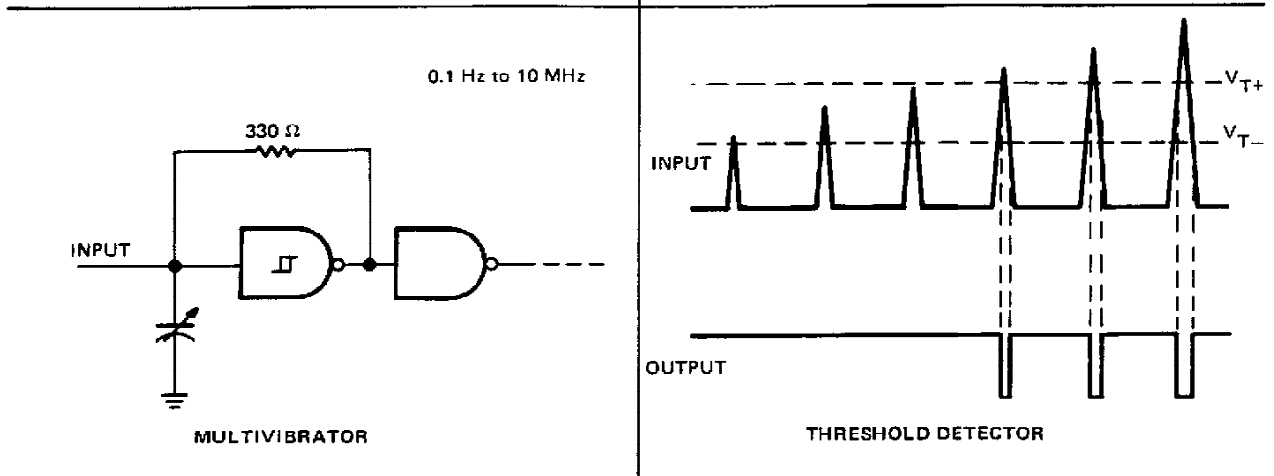 0.1 Hz to 10 MHz
330 Ω
INPUT
MULTIVIBRATOR
VT+
VT−
INPUT
OUTPUT
THRESHOLD DETECTOR